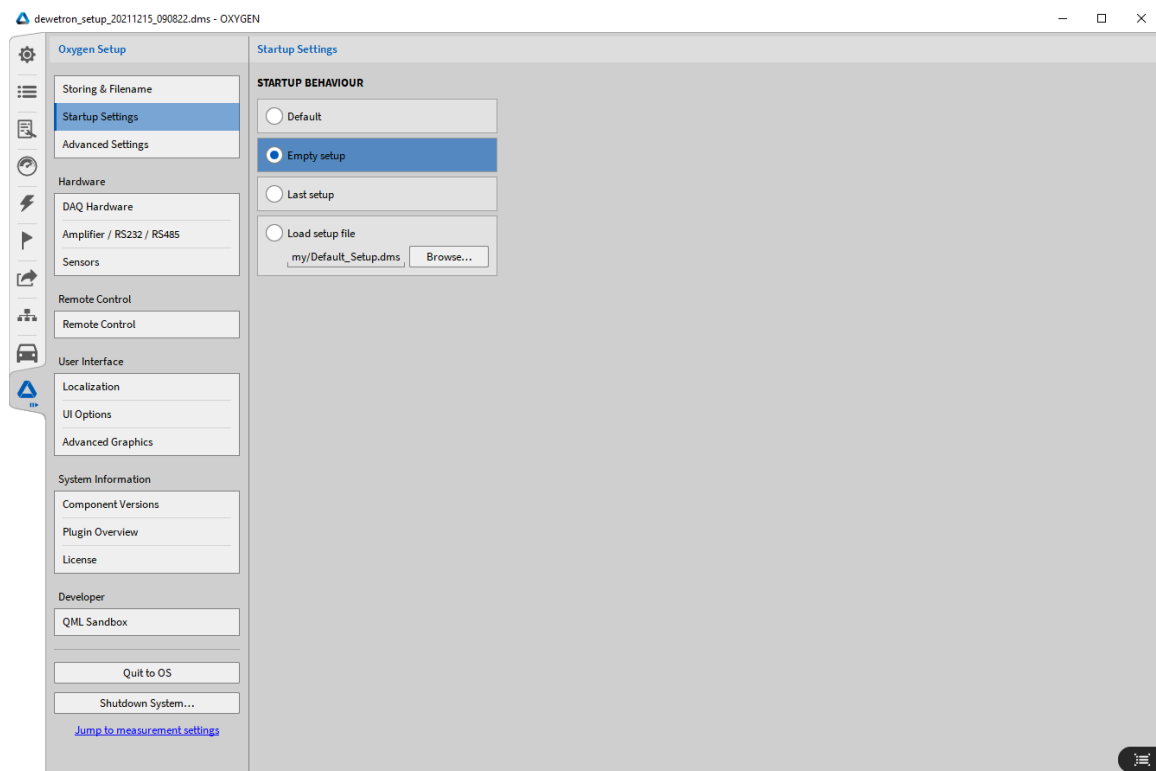 dewetron_setup_20211215_090822.dms - OXYGEN
Oxygen Setup
Storing & Filename
Startup Settings
Advanced Settings
Hardware
DAQ Hardware
Amplifier / RS232 / RS485
Sensors
Remote Control
Remote Control
User Interface
Localization
UI Options
Advanced Graphics
System Information
Component Versions
Plugin Overview
License
Developer
QML Sandbox
Quit to OS
Shutdown System...
Jump to measurement settings
Startup Settings
STARTUP BEHAVIOUR
Default
Empty setup
Last setup
Load setup file
my/Default_Setup.dms Browse...